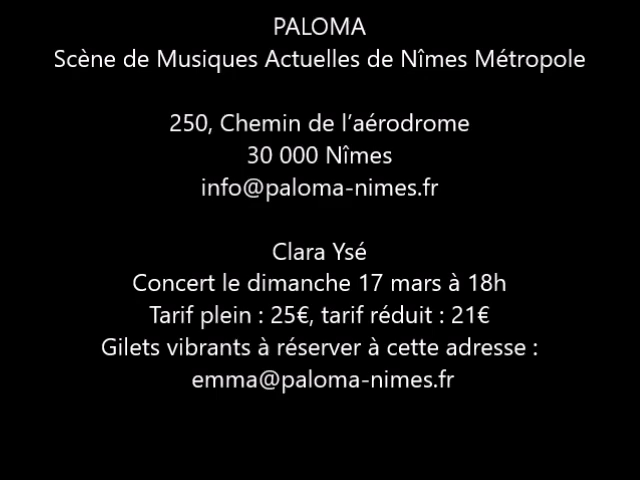 PALOMA
Scène de Musiques Actuelles de Nîmes Métropole
250, Chemin de l’aérodrome
30 000 Nîmes
info@paloma-nimes.fr
Clara Ysé
Concert le dimanche 17 mars à 18h
Tarif plein : 25€, tarif réduit : 21€
Gilets vibrants à réserver à cette adresse :
emma@paloma-nimes.fr